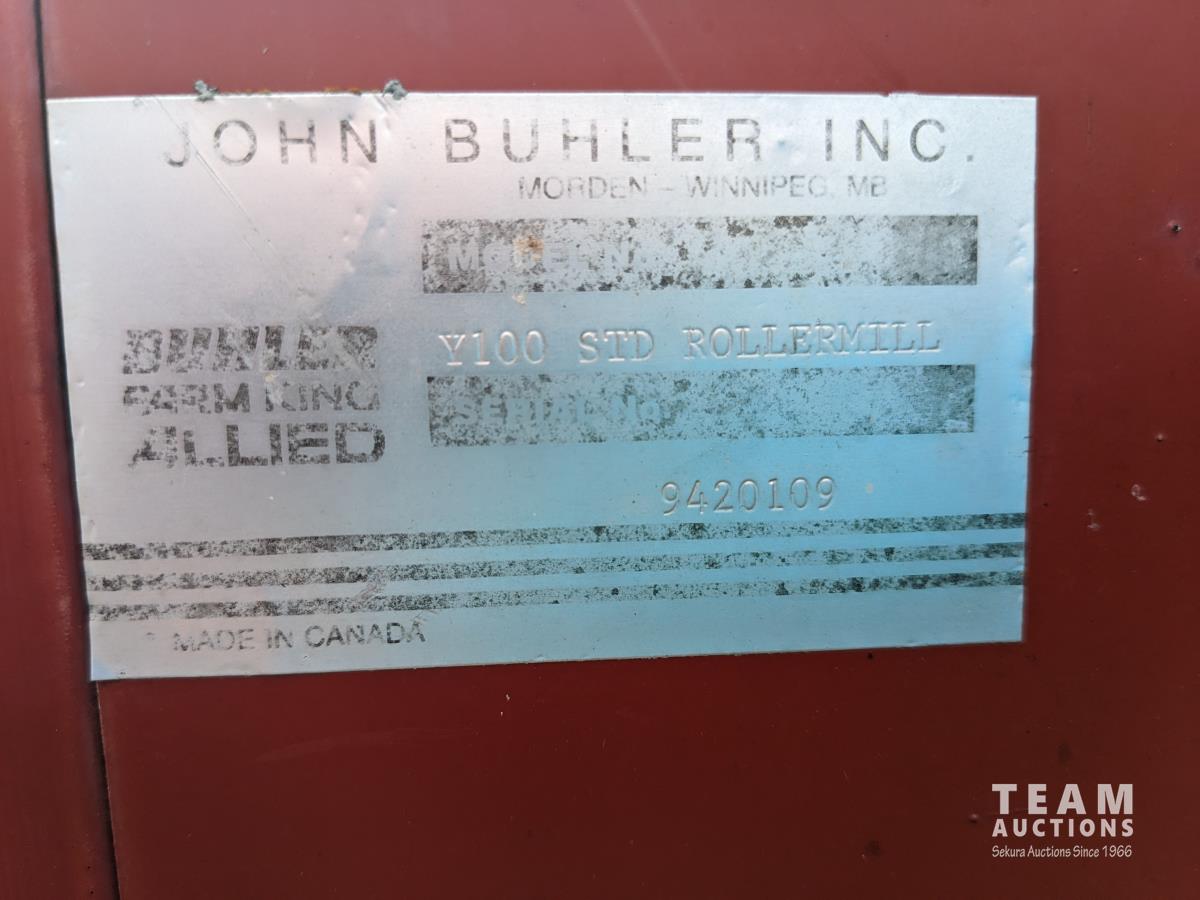 JOHN BUHLER INC.
MORDEN - WINNIPEG, MB
MODEL No.
BUHLER
FARM KING
ALLIED
Y100 STD ROLLERMILL
SERIAL No.
9420109
MADE IN CANADA
TEAM
AUCTIONS
Sekura Auctions Since 1966